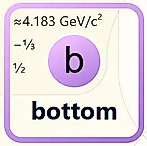 ≈4.183 GeV/c²
−⅓
½
b
bottom